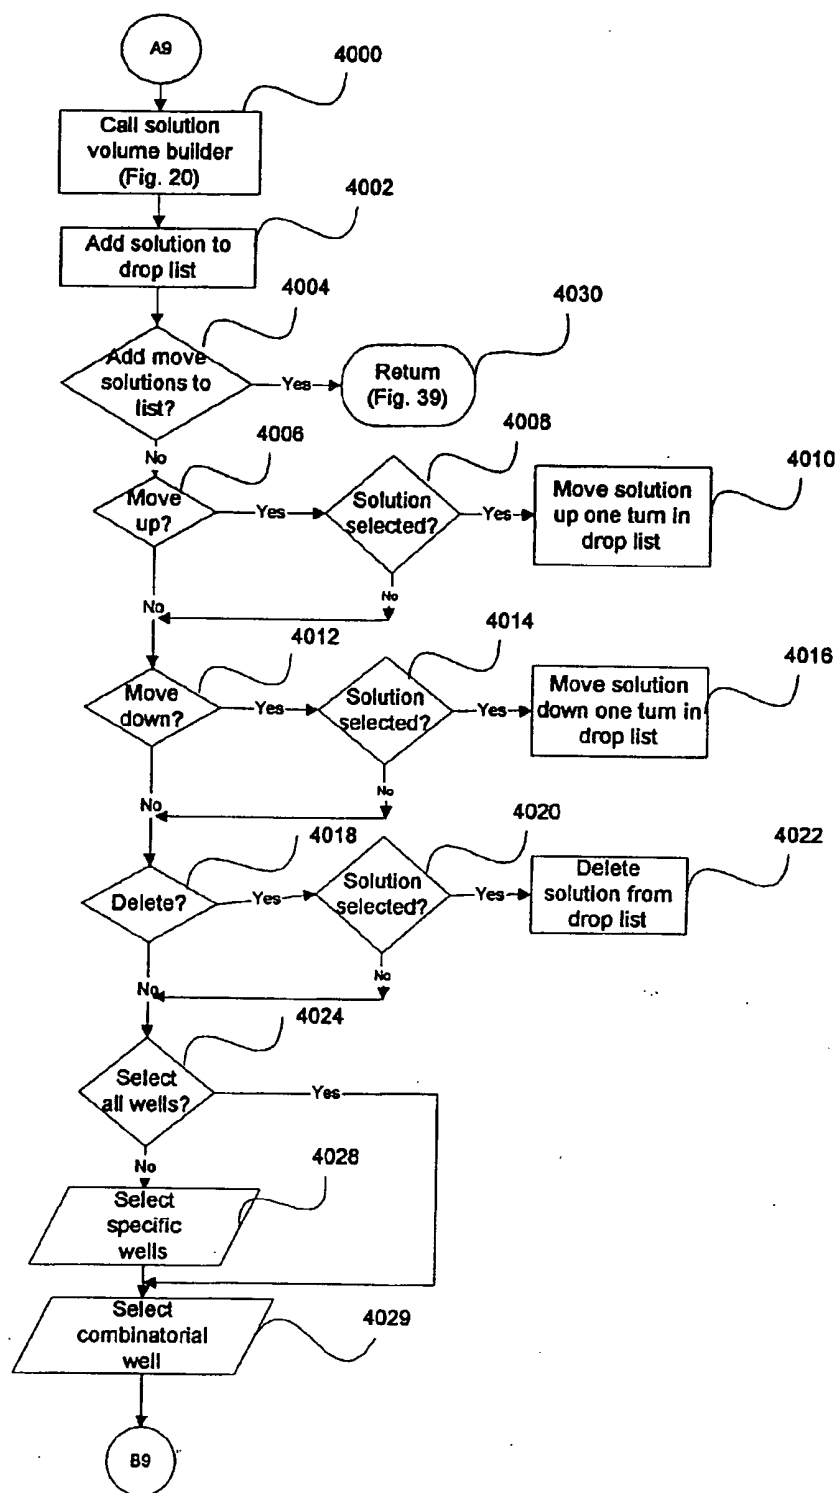 A9
4000
Call solution
volume builder
(Fig. 20)
4002
Add solution to
drop list
4004
4030
Add move
solutions to
list?
Yes
Return
(Fig. 39)
No
4006
4008
4010
Move
up?
Yes
Solution
selected?
Yes
Move solution
up one turn in
drop list
No
No
4012
4014
4016
Move
down?
Yes
Solution
selected?
Yes
Move solution
down one turn in
drop list
No
No
4018
4020
4022
Delete?
Yes
Solution
selected?
Yes
Delete
solution from
drop list
No
No
4024
Select
all wells?
Yes
No
4028
Select
specific
wells
Select
combinatorial
well
4029
B9